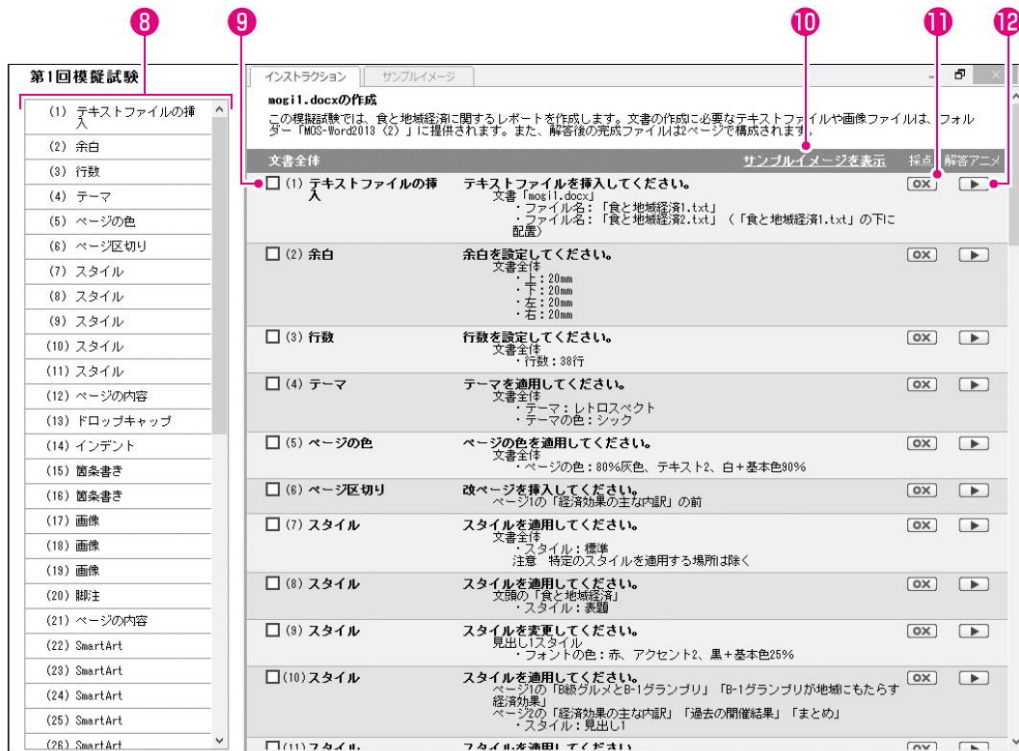 8
9
10
11
12
第1回模擬試験
(1) テキストファイルの挿
入
(2) 余白
(3) 行数
(4) テーマ
(5) ページの色
(6) ページ区切り
(7) スタイル
(8) スタイル
(9) スタイル
(10) スタイル
(11) スタイル
(12) ページの内容
(13) ドロップキャップ
(14) インデント
(15) 箇条書き
(16) 箇条書き
(17) 画像
(18) 画像
(19) 画像
(20) 脚注
(21) ページの内容
(22) SmartArt
(23) SmartArt
(24) SmartArt
(25) SmartArt
(26) SmartArt
インストラクション サンプルイメージ
mogi1.docxの作成
この模擬試験では、食と地域経済に関するレポートを作成します。文書の作成に必要なテキストファイルや画像ファイルは、フォル
ダー「MOS-Word2013（2）」に提供されます。また、解答後の完成ファイルは2ページで構成されます。
文書全体 サンプルイメージを表示 採点 解答アニメ
(1) テキストファイルの挿 テキストファイルを挿入してください。 OX
入 文書「mogi1.docx」
・ファイル名：「食と地域経済1.txt」
・ファイル名：「食と地域経済2.txt」（「食と地域経済1.txt」の下に
配置）
(2) 余白 余白を設定してください。 OX
文書全体
・上：20mm
・下：20mm
・左：20mm
・右：20mm
(3) 行数 行数を設定してください。 OX
文書全体
・行数：38行
(4) テーマ テーマを適用してください。 OX
文書全体
・テーマ：レトロスペクト
・テーマの色：シック
(5) ページの色 ページの色を適用してください。 OX
文書全体
・ページの色：80%灰色、テキスト2、白＋基本色90%
(6) ページ区切り 改ページを挿入してください。 OX
ページ1の「経済効果の主な内訳」の前
(7) スタイル スタイルを適用してください。 OX
文書全体
・スタイル：標準
注意 特定のスタイルを適用する場所は除く
(8) スタイル スタイルを適用してください。 OX
文頭の「食と地域経済」
・スタイル：表題
(9) スタイル スタイルを変更してください。 OX
見出し1スタイル
・フォントの色：赤、アクセント2、黒＋基本色25%
(10) スタイル スタイルを適用してください。 OX
ページ1の「B級グルメとB-1グランプリ」「B-1グランプリが地域にもたらす
経済効果」
ページ2の「経済効果の主な内訳」「過去の開催結果」「まとめ」
・スタイル：見出し1
(11) スタイル スタイルを適用してください OX